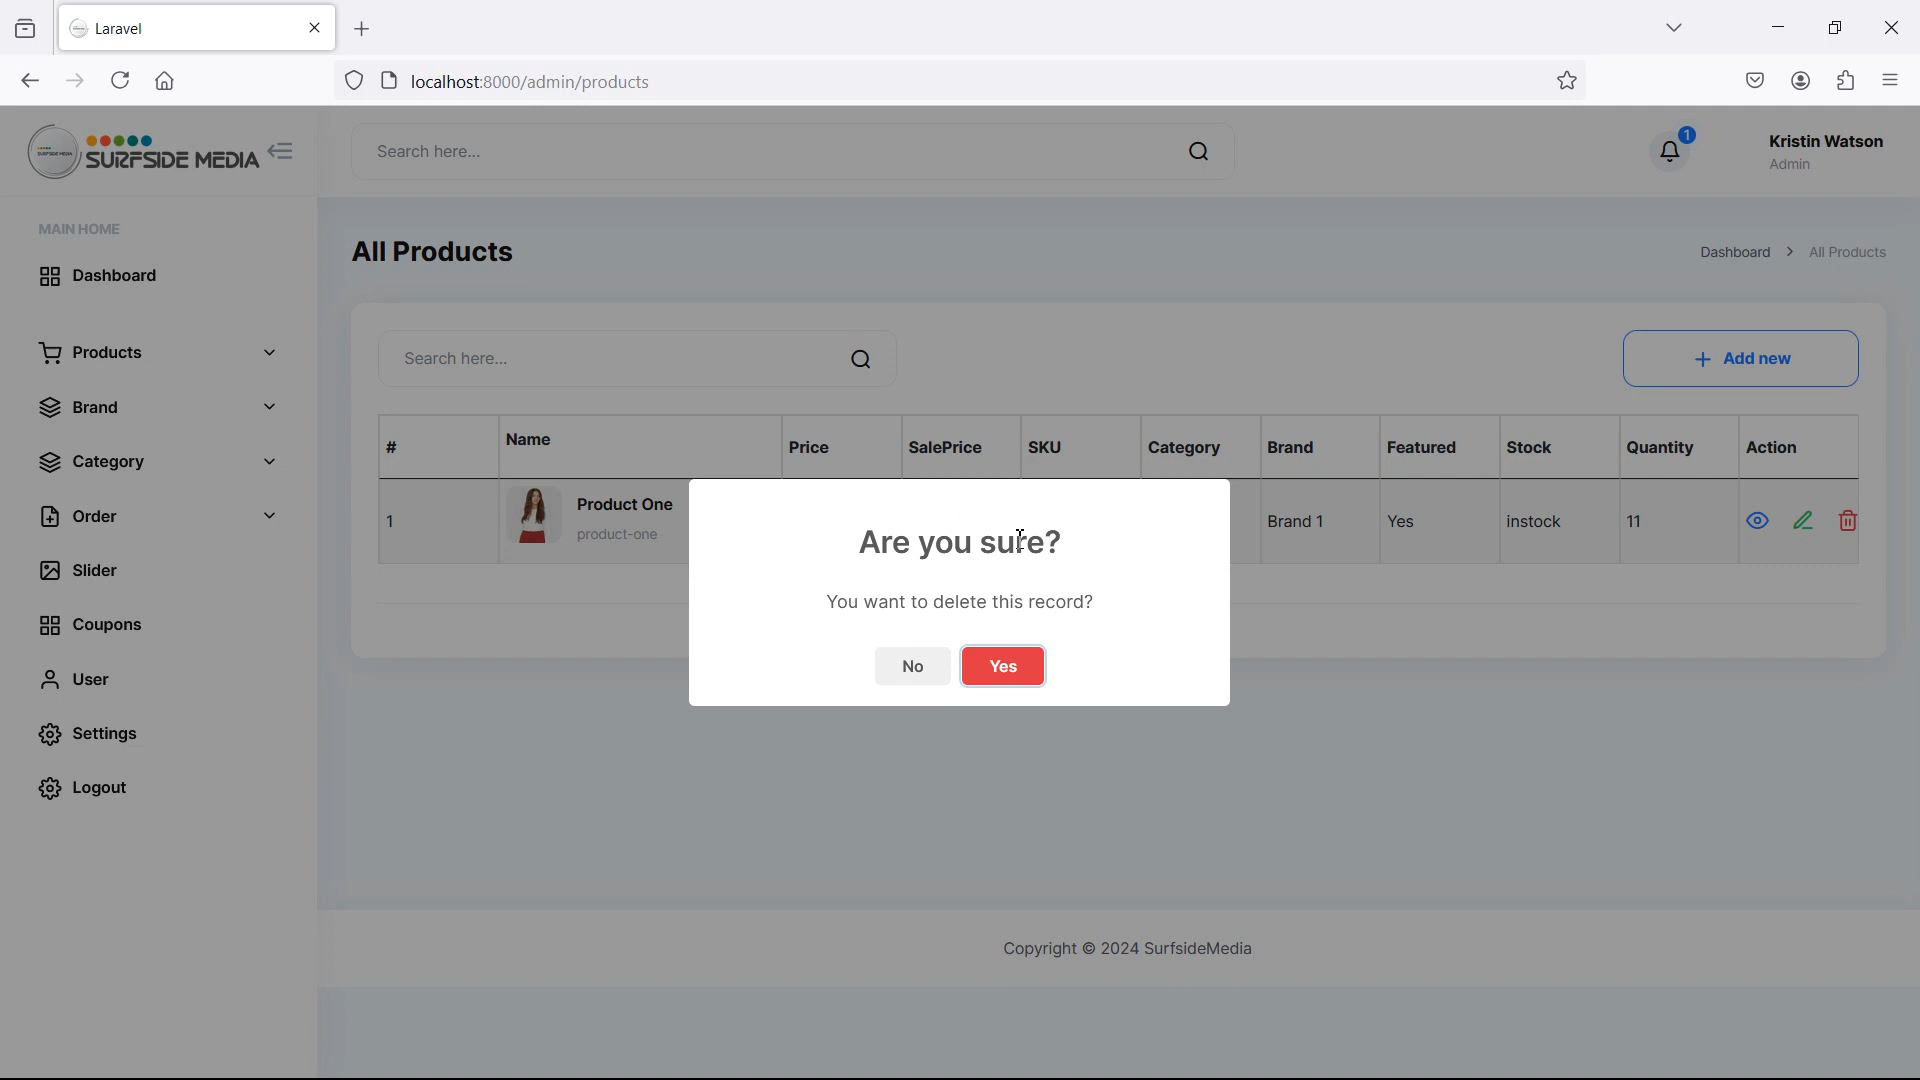 Laravel
localhost:8000/admin/products
SURFSIDE MEDIA
Search here...
1
Kristin Watson
Admin
MAIN HOME
Dashboard
Products
Brand
Category
Order
Slider
Coupons
User
Settings
Logout
All Products
Dashboard > All Products
Search here...
+ Add new
# Name Price SalePrice SKU Category Brand Featured Stock Quantity Action
1 Product One Brand 1 Yes instock 11
product-one
Are you sure?
You want to delete this record?
No Yes
Copyright © 2024 SurfsideMedia